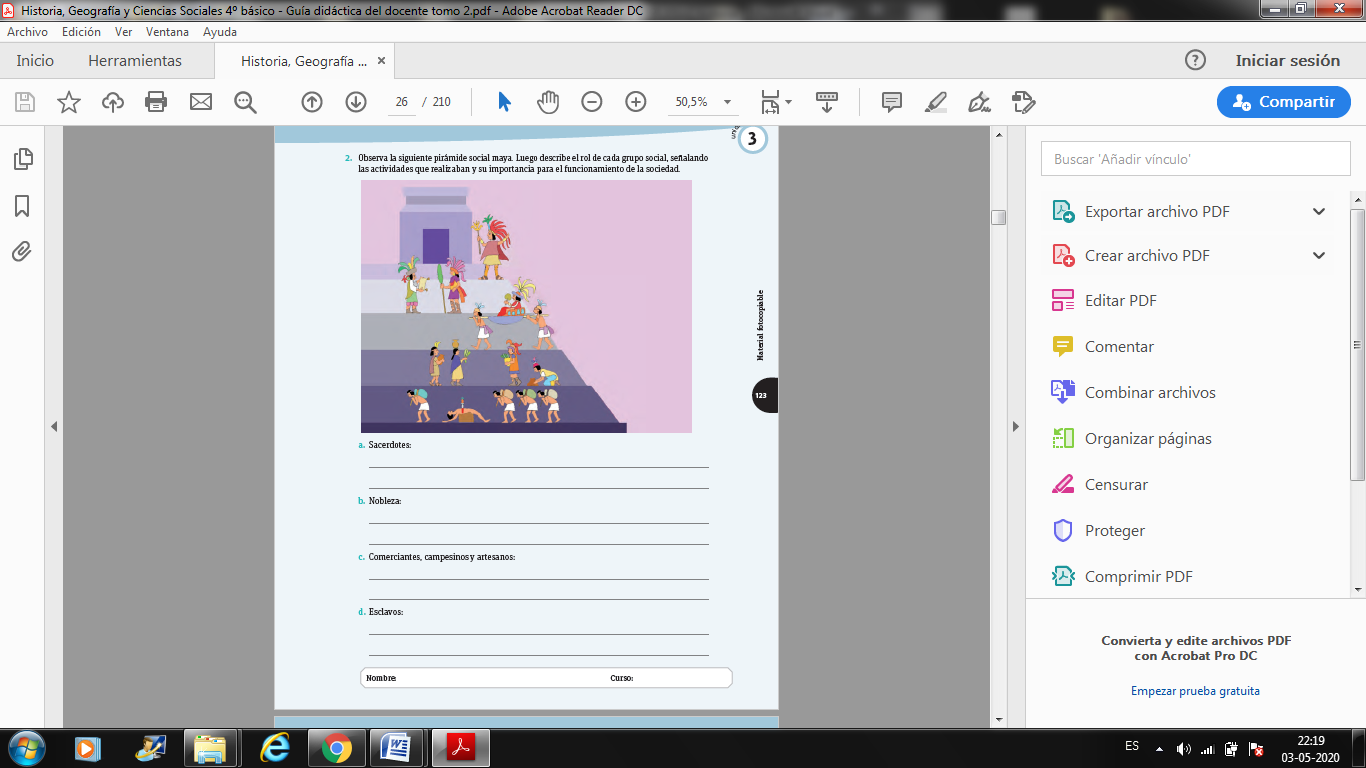 Historia, Geografía y Ciencias Sociales 4º básico - Guía didáctica del docente tomo 2.pdf - Adobe Acrobat Reader DC
Archivo Edición Ver Ventana Ayuda
Inicio Herramientas Historia, Geografía ... × Iniciar sesión
26 / 210 50,5% Compartir
3
2. Observa la siguiente pirámide social maya. Luego describe el rol de cada grupo social, señalando
las actividades que realizaban y su importancia para el funcionamiento de la sociedad.
Material fotocopiable
123
a. Sacerdotes:
b. Nobleza:
c. Comerciantes, campesinos y artesanos:
d. Esclavos:
Nombre: Curso:
Buscar 'Añadir vínculo'
Exportar archivo PDF
Crear archivo PDF
Editar PDF
Comentar
Combinar archivos
Organizar páginas
Censurar
Proteger
Comprimir PDF
Convierta y edite archivos PDF
con Acrobat Pro DC
Empezar prueba gratuita
ES
22:19
03-05-2020